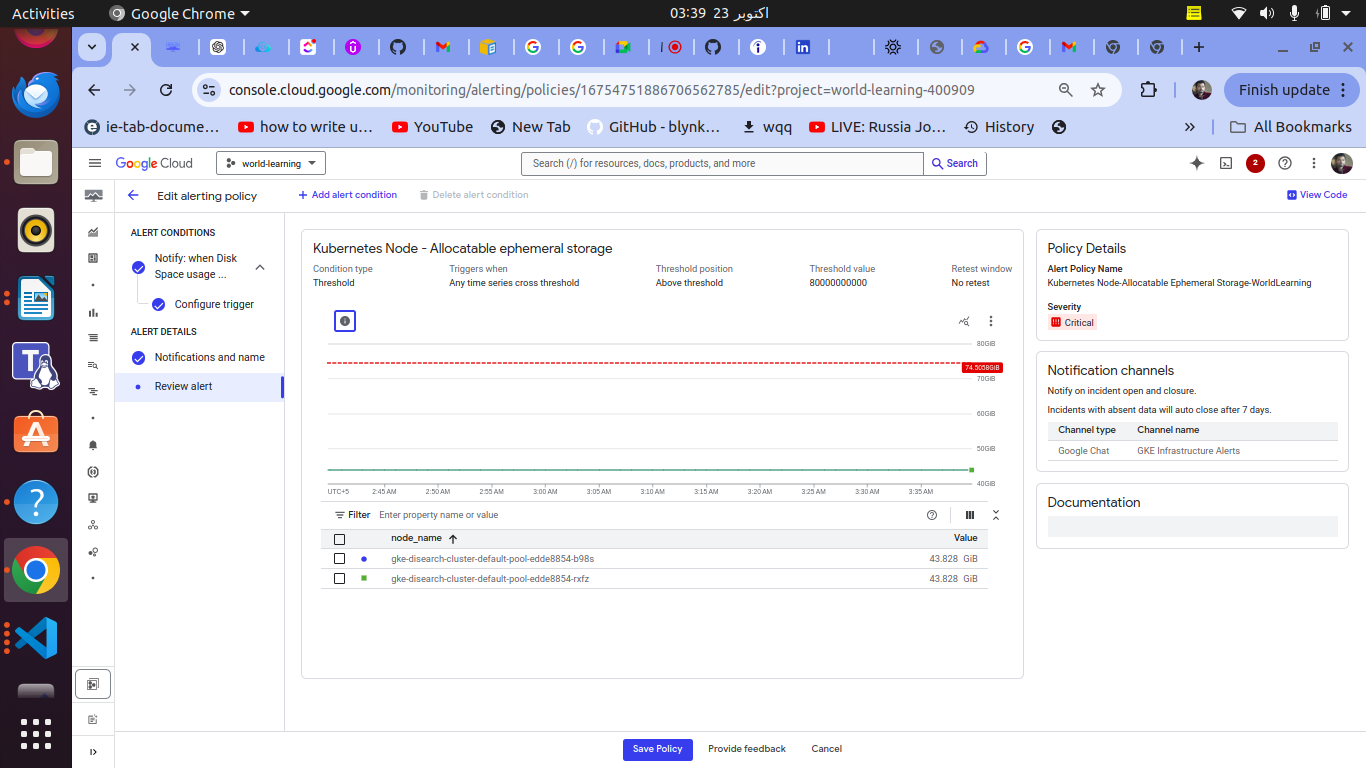 Activities
Google Chrome
03:39 23 اکتوبر
console.cloud.google.com/monitoring/alerting/policies/16754751886706562785/edit?project=world-learning-400909
Finish update
ie-tab-docume…
how to write u…
YouTube
New Tab
GitHub - blynk…
wqq
LIVE: Russia Jo…
History
»
All Bookmarks
Google Cloud
world-learning
Search (/) for resources, docs, products, and more
Search
2
Edit alerting policy
Add alert condition
Delete alert condition
View Code
ALERT CONDITIONS
Notify: when Disk
Space usage ...
Configure trigger
ALERT DETAILS
Notifications and name
Review alert
Kubernetes Node - Allocatable ephemeral storage
Condition type
Threshold
Triggers when
Any time series cross threshold
Threshold position
Above threshold
Threshold value
80000000000
Retest window
No retest
80GiB
74.5058GiB
70GiB
60GiB
50GiB
40GiB
UTC+5 2:45 AM 2:50 AM 2:55 AM 3:00 AM 3:05 AM 3:10 AM 3:15 AM 3:20 AM 3:25 AM 3:30 AM 3:35 AM
Filter Enter property name or value
node_name Value
gke-disearch-cluster-default-pool-edde8854-b98s 43.828 GiB
gke-disearch-cluster-default-pool-edde8854-rxfz 43.828 GiB
Policy Details
Alert Policy Name
Kubernetes Node-Allocatable Ephemeral Storage-WorldLearning
Severity
Critical
Notification channels
Notify on incident open and closure.
Incidents with absent data will auto close after 7 days.
Channel type Channel name
Google Chat GKE Infrastructure Alerts
Documentation
Save Policy
Provide feedback
Cancel